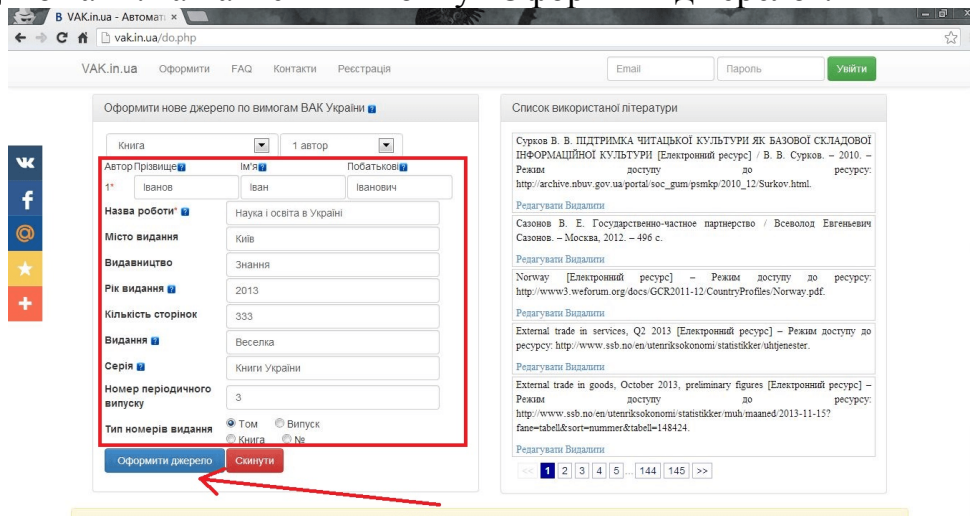 VAK.in.ua - Автомат ×
vak.in.ua/do.php
VAK.in.ua Оформити FAQ Контакти Реєстрація Email Пароль Увійти
Оформити нове джерело по вимогам ВАК України ?
Книга 1 автор
Автор Прізвище? Ім'я? Побатькові?
1* Іванов Іван Іванович
Назва роботи* ? Наука і освіта в Україні
Місто видання Київ
Видавництво Знання
Рік видання ? 2013
Кількість сторінок 333
Видання ? Веселка
Серія ? Книги України
Номер періодичного
випуску 3
Тип номерів видання Том Випуск
Книга №
Оформити джерело Скинути
Список використаної літератури
Сурков В. В. ПІДТРИМКА ЧИТАЦЬКОЇ КУЛЬТУРИ ЯК БАЗОВОЇ СКЛАДОВОЇ
ІНФОРМАЦІЙНОЇ КУЛЬТУРИ [Електронний ресурс] / В. В. Сурков. – 2010. –
Режим доступу до ресурсу:
http://archive.nbuv.gov.ua/portal/soc_gum/psmkp/2010_12/Surkov.html.
Редагувати Видалити
Сазонов В. Е. Государственно-частное партнерство / Всеволод Евгеньевич
Сазонов. – Москва, 2012. – 496 с.
Редагувати Видалити
Norway [Електронний ресурс] – Режим доступу до ресурсу:
http://www3.weforum.org/docs/GCR2011-12/CountryProfiles/Norway.pdf.
Редагувати Видалити
External trade in services, Q2 2013 [Електронний ресурс] – Режим доступу до
ресурсу: http://www.ssb.no/en/utenriksokonomi/statistikker/uhtjenester.
Редагувати Видалити
External trade in goods, October 2013, preliminary figures [Електронний ресурс] –
Режим доступу до ресурсу:
http://www.ssb.no/en/utenriksokonomi/statistikker/muh/maaned/2013-11-15?
fane=tabell&sort=nummer&tabell=148424.
Редагувати Видалити
<< 1 2 3 4 5 ... 144 145 >>